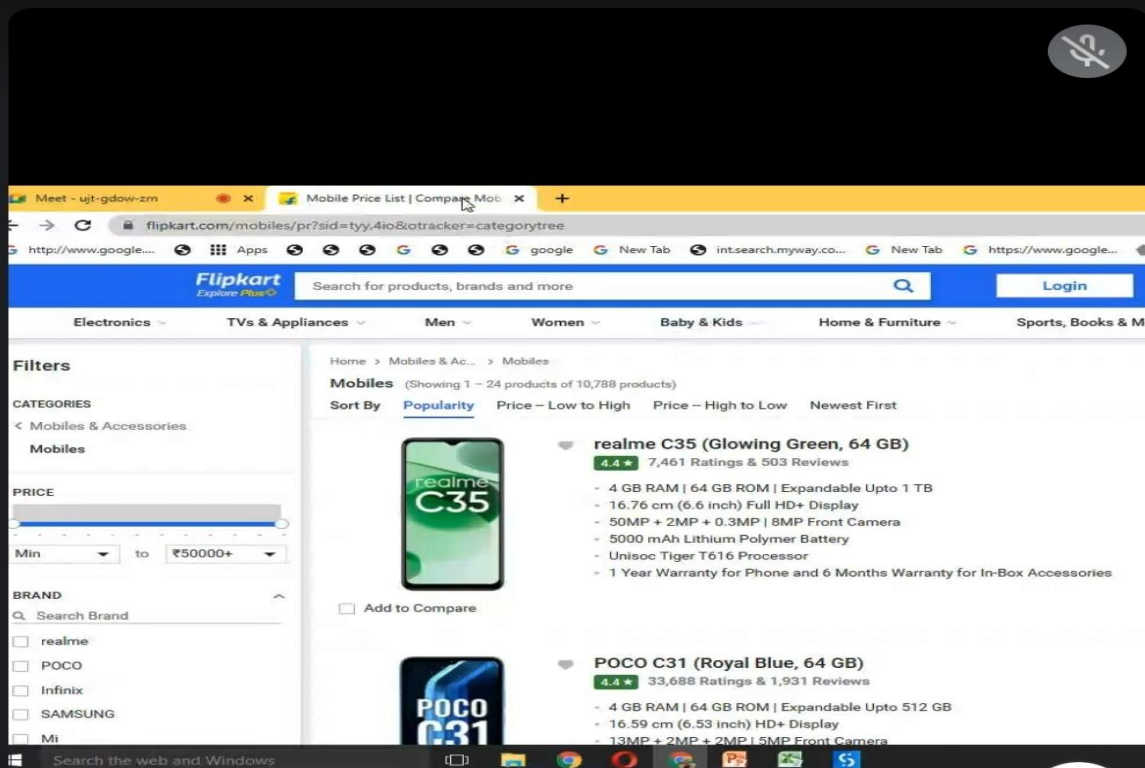 Meet - ujt-gdow-zm
Mobile Price List | Compare Mob
flipkart.com/mobiles/pr?sid=tyy,4io&otracker=categorytree
http://www.google.... Apps google New Tab int.search.myway.co... New Tab https://www.google...
Flipkart
Explore Plus
Search for products, brands and more
Login
Electronics TVs & Appliances Men Women Baby & Kids Home & Furniture Sports, Books & M
Filters
CATEGORIES
< Mobiles & Accessories
Mobiles
PRICE
Min to ₹50000+
BRAND
Search Brand
realme
POCO
Infinix
SAMSUNG
Mi
Home > Mobiles & Ac... > Mobiles
Mobiles (Showing 1 – 24 products of 10,788 products)
Sort By Popularity Price -- Low to High Price -- High to Low Newest First
realme
C35
Add to Compare
realme C35 (Glowing Green, 64 GB)
4.4★ 7,461 Ratings & 503 Reviews
4 GB RAM | 64 GB ROM | Expandable Upto 1 TB
16.76 cm (6.6 inch) Full HD+ Display
50MP + 2MP + 0.3MP | 8MP Front Camera
5000 mAh Lithium Polymer Battery
Unisoc Tiger T616 Processor
1 Year Warranty for Phone and 6 Months Warranty for In-Box Accessories
POCO
C31
POCO C31 (Royal Blue, 64 GB)
4.4★ 33,688 Ratings & 1,931 Reviews
4 GB RAM | 64 GB ROM | Expandable Upto 512 GB
16.59 cm (6.53 inch) HD+ Display
13MP + 2MP + 2MP | 5MP Front Camera
Search the web and Windows